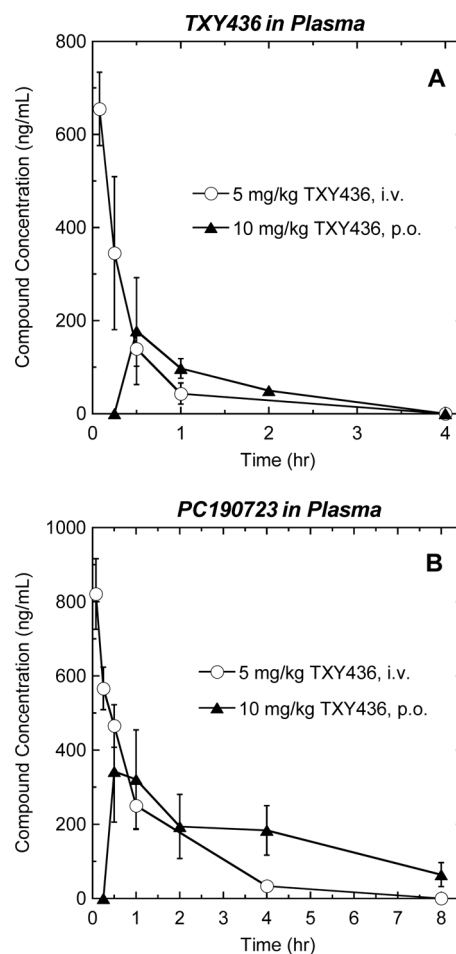 TXY436 in Plasma
800
A
600
5 mg/kg TXY436, i.v.
400
10 mg/kg TXY436, p.o.
200
0
Compound Concentration (ng/mL)
0 1 2 3 4
Time (hr)
PC190723 in Plasma
1000
B
800
5 mg/kg TXY436, i.v.
600
10 mg/kg TXY436, p.o.
400
200
0
Compound Concentration (ng/mL)
0 1 2 3 4 5 6 7 8
Time (hr)